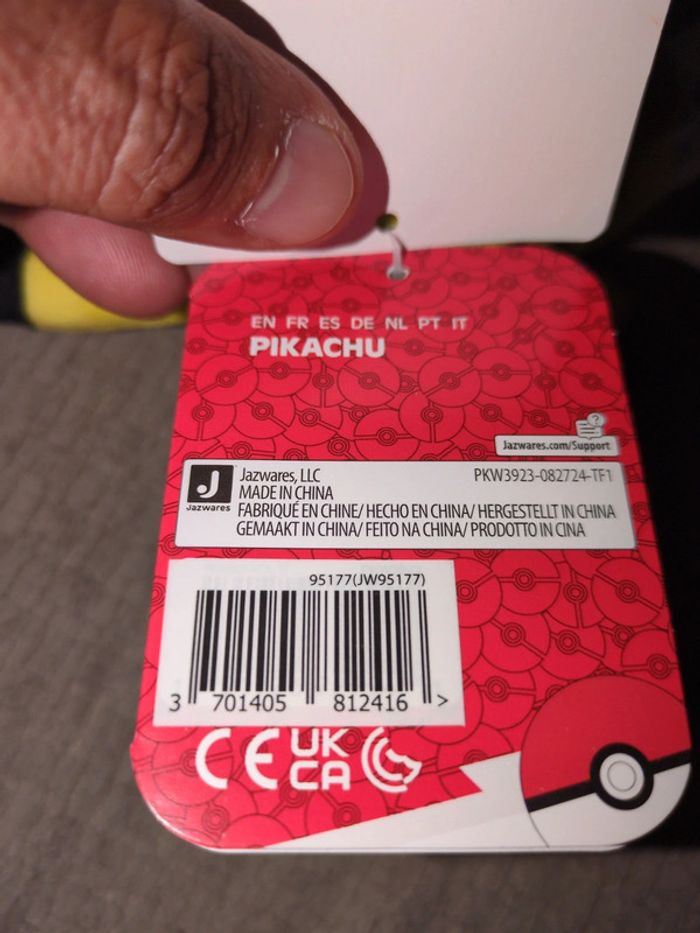 EN FR ES DE NL PT IT
PIKACHU
?
Jazwares.com/Support
J
Jazwares
Jazwares, LLC
PKW3923-082724-TF1
MADE IN CHINA
FABRIQUÉ EN CHINE/ HECHO EN CHINA/ HERGESTELLT IN CHINA
GEMAAKT IN CHINA/ FEITO NA CHINA/ PRODOTTO IN CINA
95177(JW95177)
3 701405 812416 >
CE UK
CA